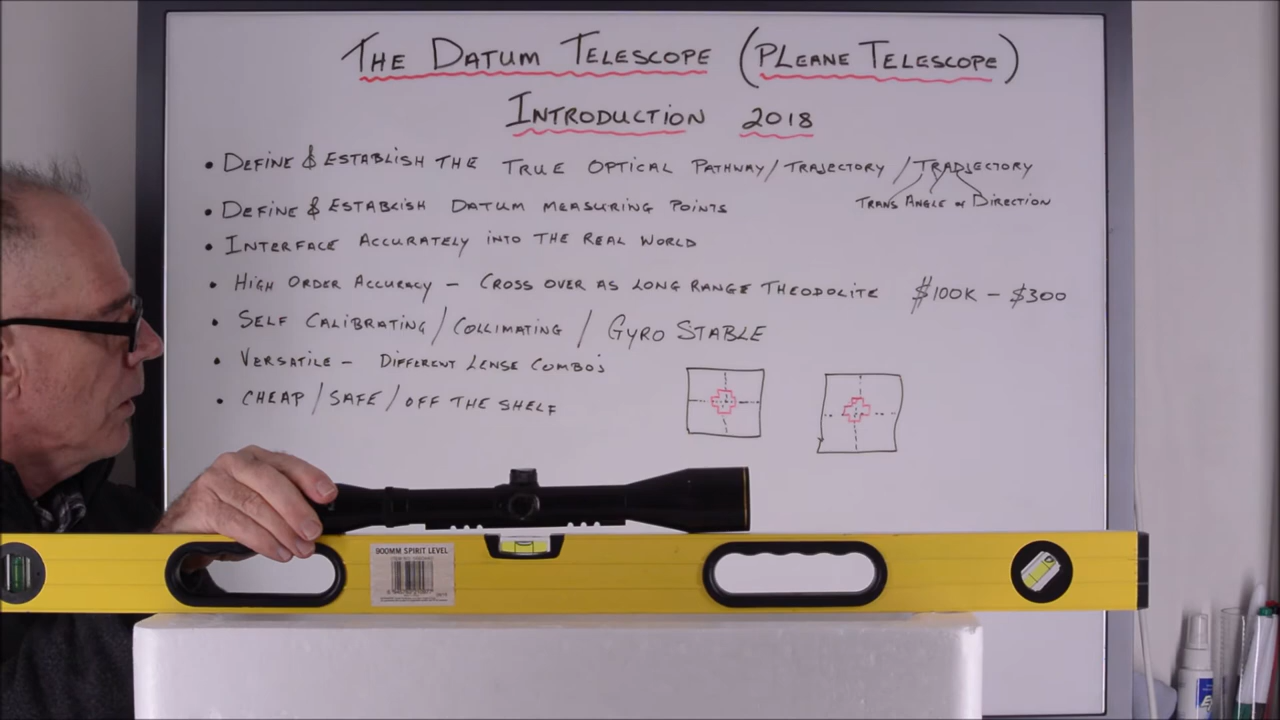 THE DATUM TELESCOPE (PLEANE TELESCOPE)
INTRODUCTION 2018
• DEFINE & ESTABLISH THE TRUE OPTICAL PATHWAY / TRAJECTORY / TRADJECTORY
TRANS ANGLE or DIRECTION
• DEFINE & ESTABLISH DATUM MEASURING POINTS
• INTERFACE ACCURATELY INTO THE REAL WORLD
• HIGH ORDER ACCURACY – CROSS OVER AS LONG RANGE THEODOLITE $100K – $300
• SELF CALIBRATING / COLLIMATING / GYRO STABLE
• VERSATILE – DIFFERENT LENSE COMBO's
• CHEAP / SAFE / OFF THE SHELF
900MM SPIRIT LEVEL